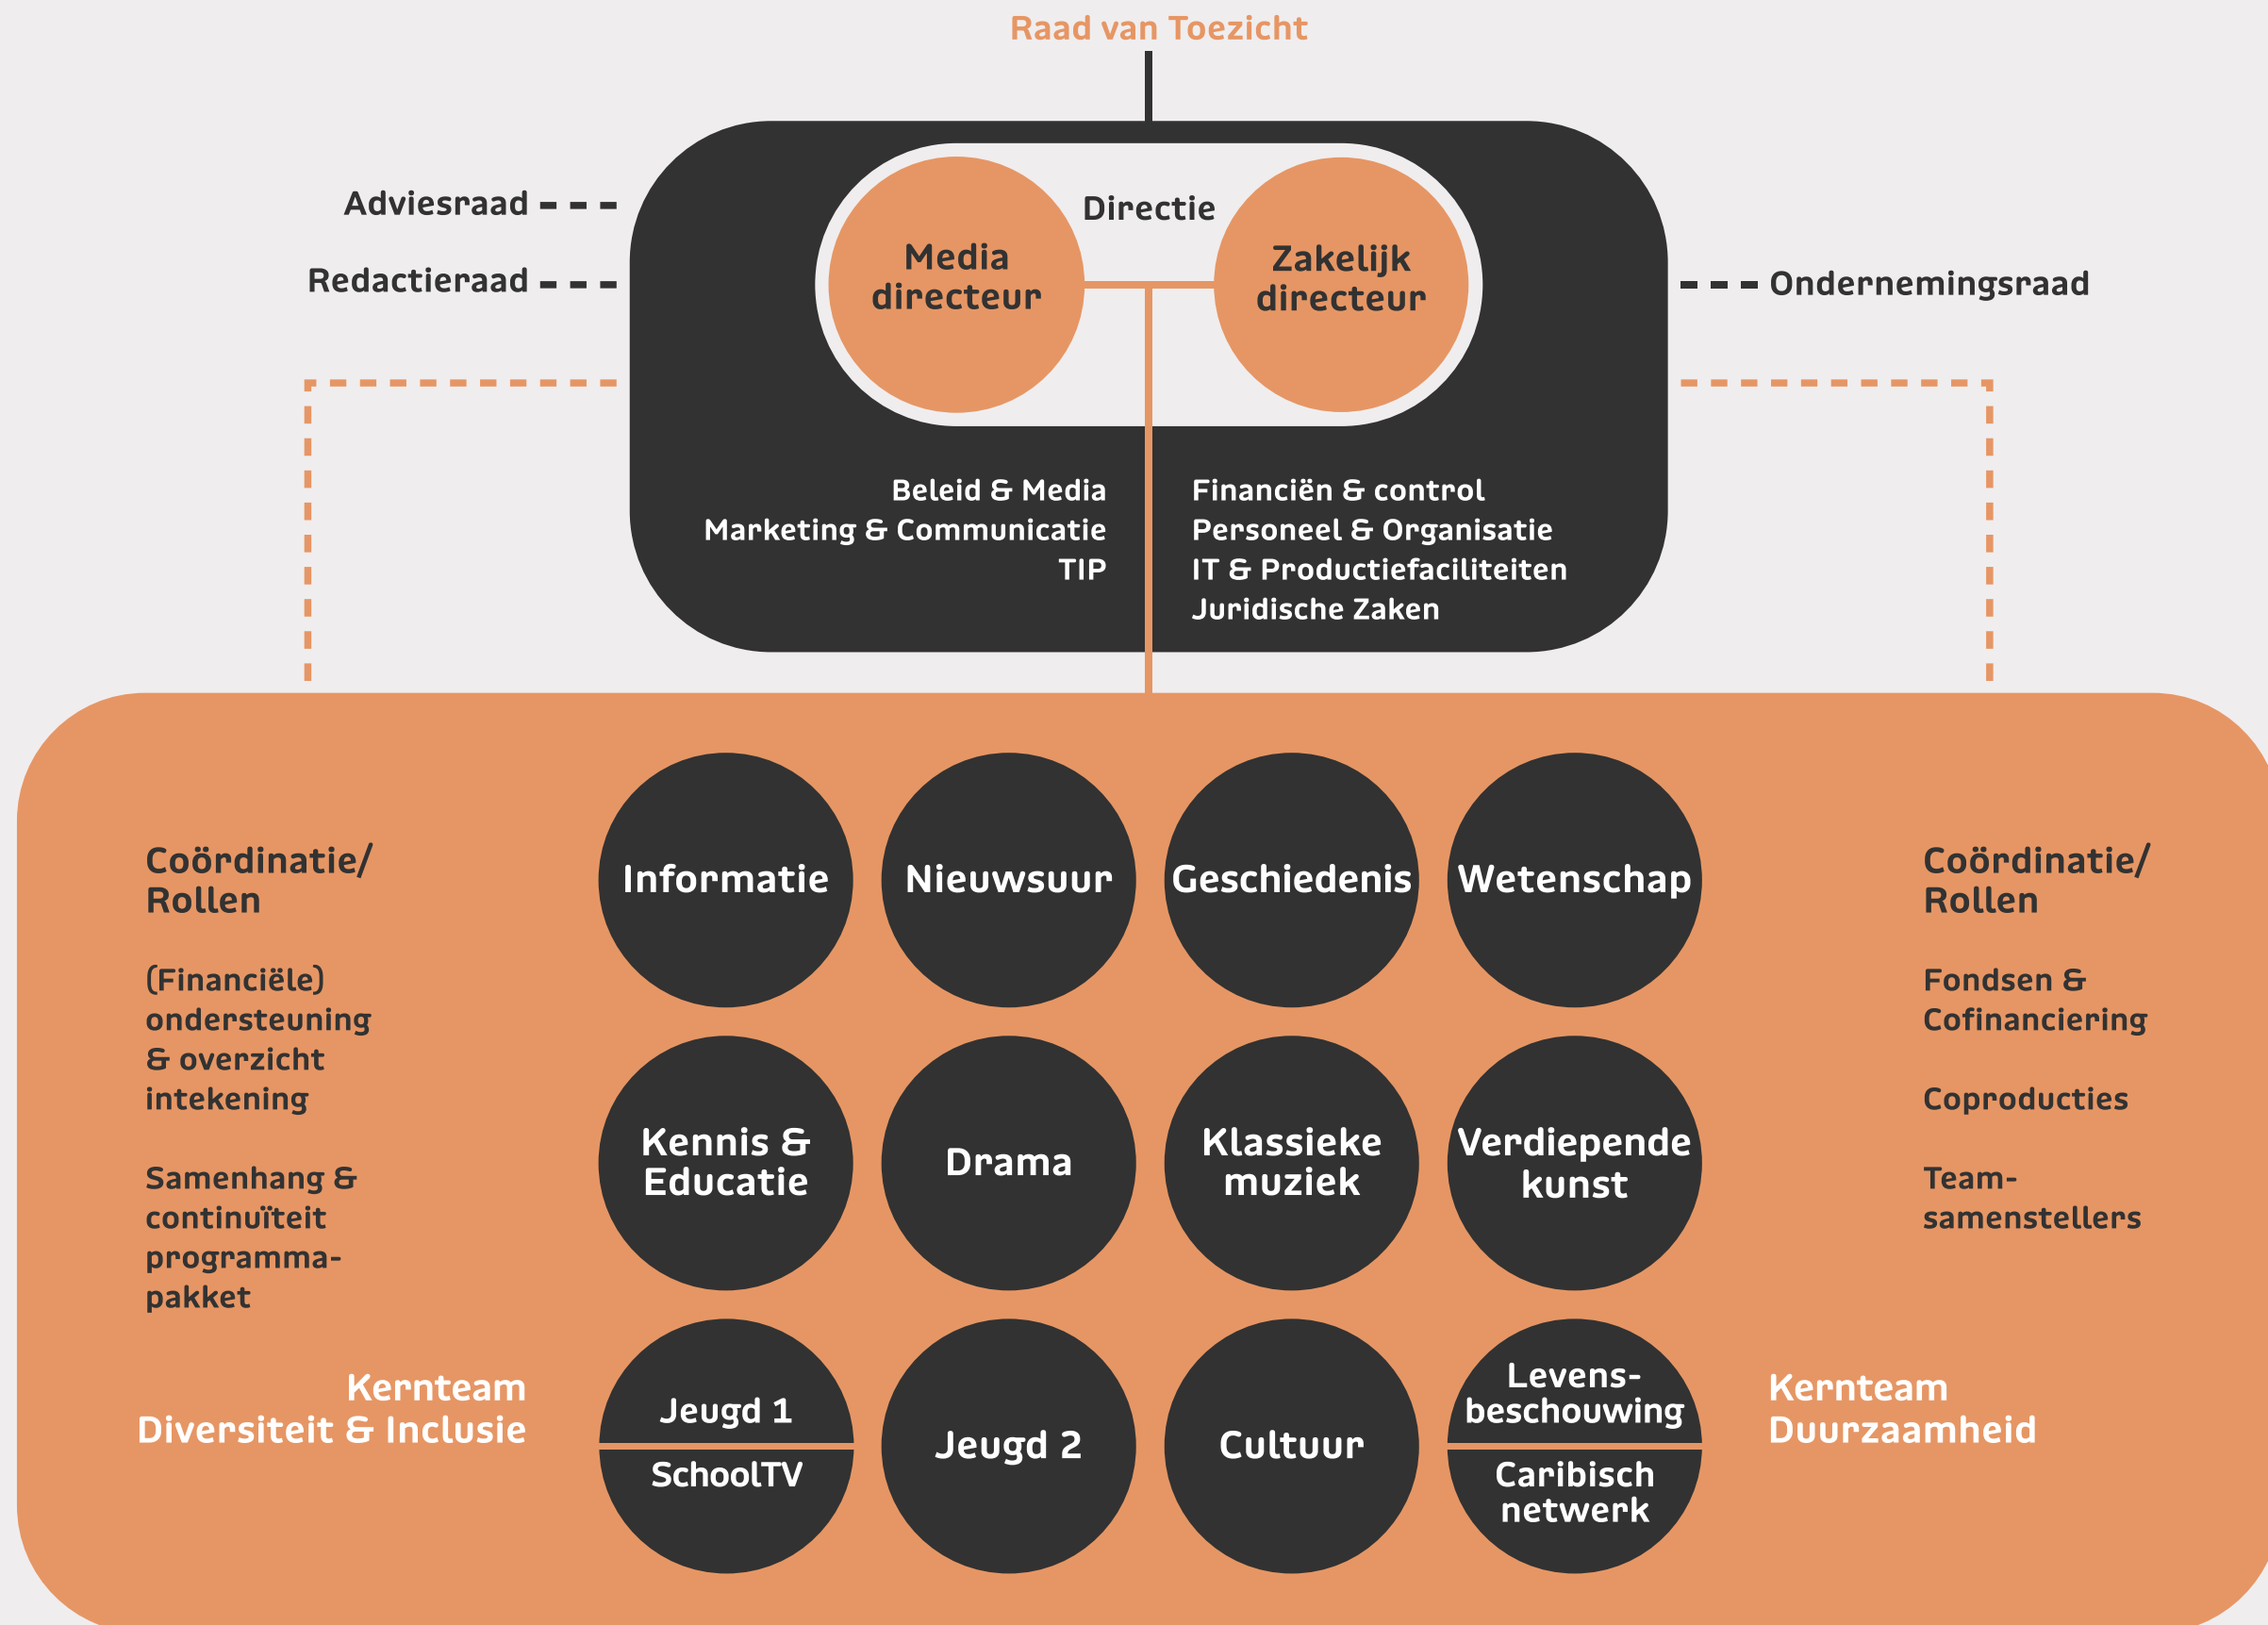 Raad van Toezicht
Adviesraad
Redactieraad
Directie
Media
directeur
Zakelijk
directeur
Ondernemingsraad
Beleid & Media
Marketing & Communicatie
TIP
Financiën & control
Personeel & Organisatie
IT & Productiefaciliteiten
Juridische Zaken
Coördinatie/
Rollen
(Financiële)
ondersteuning
& overzicht
intekening
Samenhang &
continuïteit
programma-
pakket
Kernteam
Diversiteit & Inclusie
Informatie
Nieuwsuur
Geschiedenis
Wetenschap
Kennis &
Educatie
Drama
Klassieke
muziek
Verdiepende
kunst
Jeugd 1
SchoolTV
Jeugd 2
Cultuur
Levens-
beschouwing
Caribisch
netwerk
Coördinatie/
Rollen
Fondsen &
Cofinanciering
Coproducties
Team-
samenstellers
Kernteam
Duurzaamheid